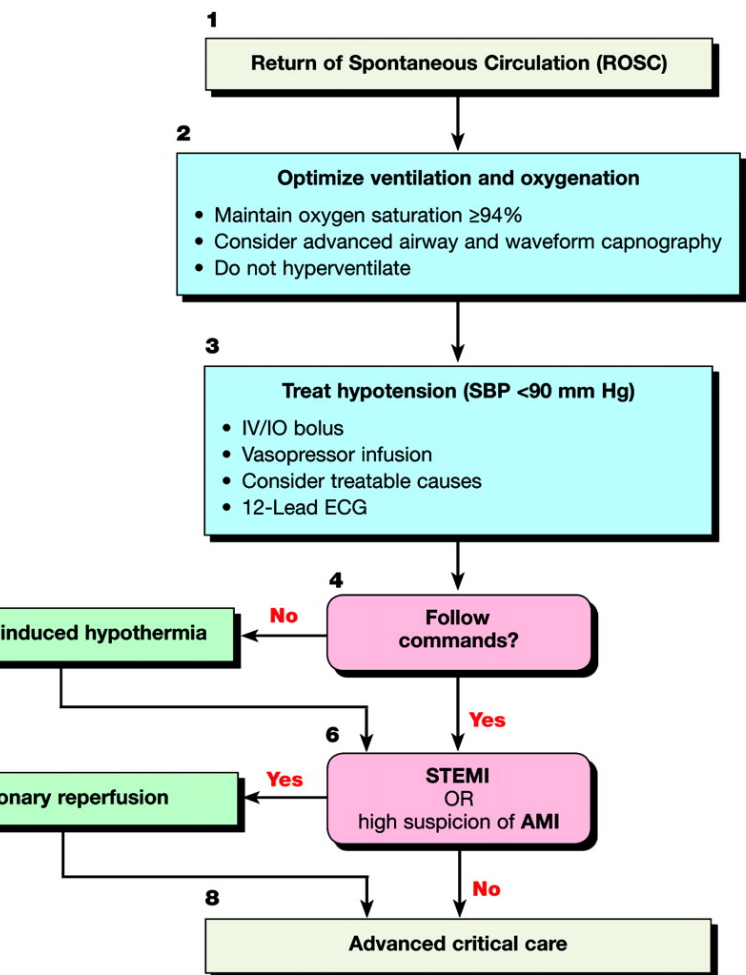 1
Return of Spontaneous Circulation (ROSC)
2
Optimize ventilation and oxygenation
• Maintain oxygen saturation ≥94%
• Consider advanced airway and waveform capnography
• Do not hyperventilate
3
Treat hypotension (SBP <90 mm Hg)
• IV/IO bolus
• Vasopressor infusion
• Consider treatable causes
• 12-Lead ECG
4
Follow
commands?
No
induced hypothermia
Yes
6
STEMI
OR
high suspicion of AMI
Yes
onary reperfusion
No
8
Advanced critical care